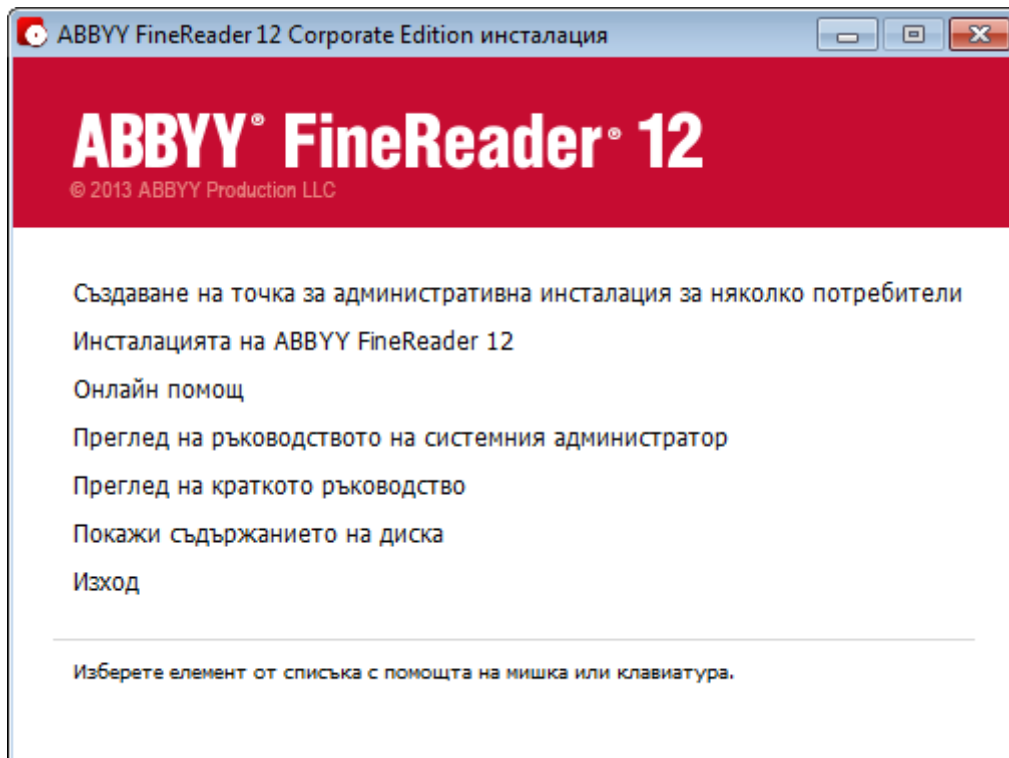 ABBYY FineReader 12 Corporate Edition инсталация
ABBYY® FineReader® 12
© 2013 ABBYY Production LLC
Създаване на точка за административна инсталация за няколко потребители
Инсталацията на ABBYY FineReader 12
Онлайн помощ
Преглед на ръководството на системния администратор
Преглед на краткото ръководство
Покажи съдържанието на диска
Изход
Изберете елемент от списъка с помощта на мишка или клавиатура.